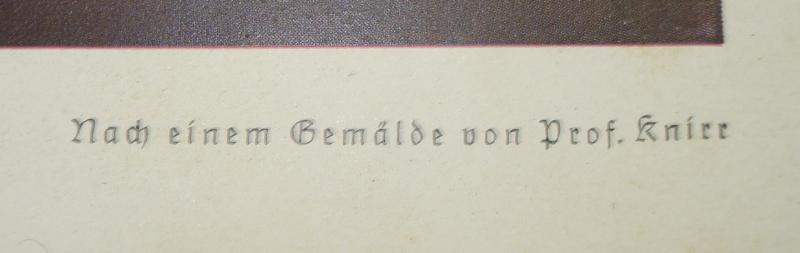 Nach einem Gemälde von Prof. Knirr